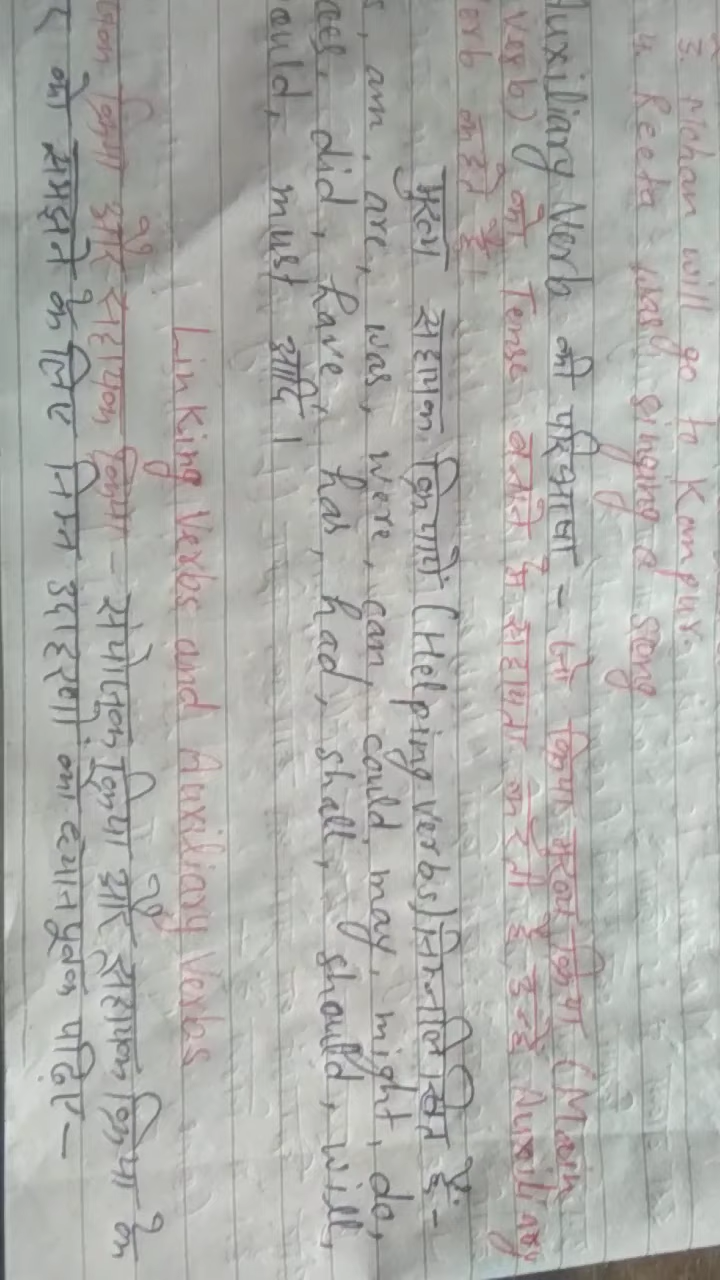 3. Mohan will go to Kanpur.
4. Reeta was singing a song
Auxiliary Verb की परिभाषा - जो क्रिया मुख्य क्रिया (Main
verb) को Tense बनाने में सहायता करती है, उन्हें Auxiliary
verb कहते हैं।
मुख्य सहायक क्रियायें (Helping verbs) निम्नलिखित हैं:-
is, am, are, was, were, can, could, may, might, do,
does, did, have, has, had, shall, should, will,
would, must आदि।
Linking Verbs and Auxiliary Verbs
क्रिया और सहायक क्रिया - संयोजक क्रिया और सहायक क्रिया के
को समझने के लिए निम्न उदाहरणों का ध्यानपूर्वक पढ़िए -